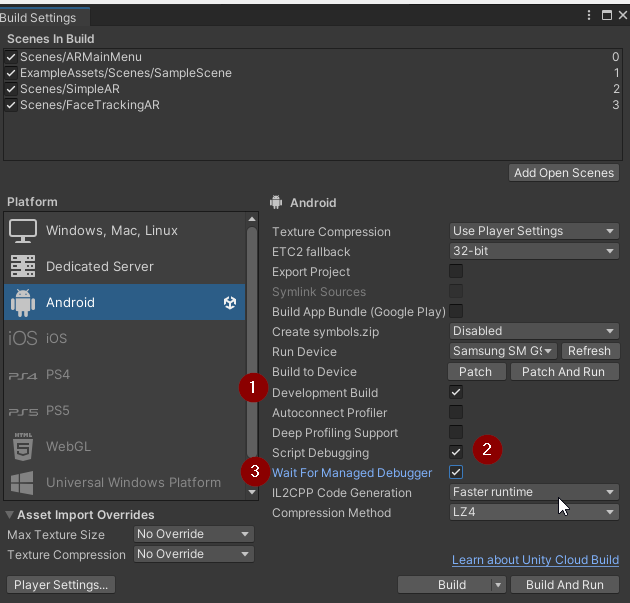 Build Settings
Scenes In Build
Scenes/ARMainMenu 0
ExampleAssets/Scenes/SampleScene 1
Scenes/SimpleAR 2
Scenes/FaceTrackingAR 3
Add Open Scenes
Platform
Windows, Mac, Linux
Dedicated Server
Android
iOS iOS
PS4 PS4
PS5 PS5
HTML 5 WebGL
Universal Windows Platform
Android
Texture Compression Use Player Settings
ETC2 fallback 32-bit
Export Project
Symlink Sources
Build App Bundle (Google Play)
Create symbols.zip Disabled
Run Device Samsung SM Refresh
Build to Device Patch Patch And Run
1 Development Build
Autoconnect Profiler
Deep Profiling Support
Script Debugging 2
3 Wait For Managed Debugger
IL2CPP Code Generation Faster runtime
Compression Method LZ4
Asset Import Overrides
Max Texture Size No Override
Texture Compression No Override
Learn about Unity Cloud Build
Player Settings... Build Build And Run